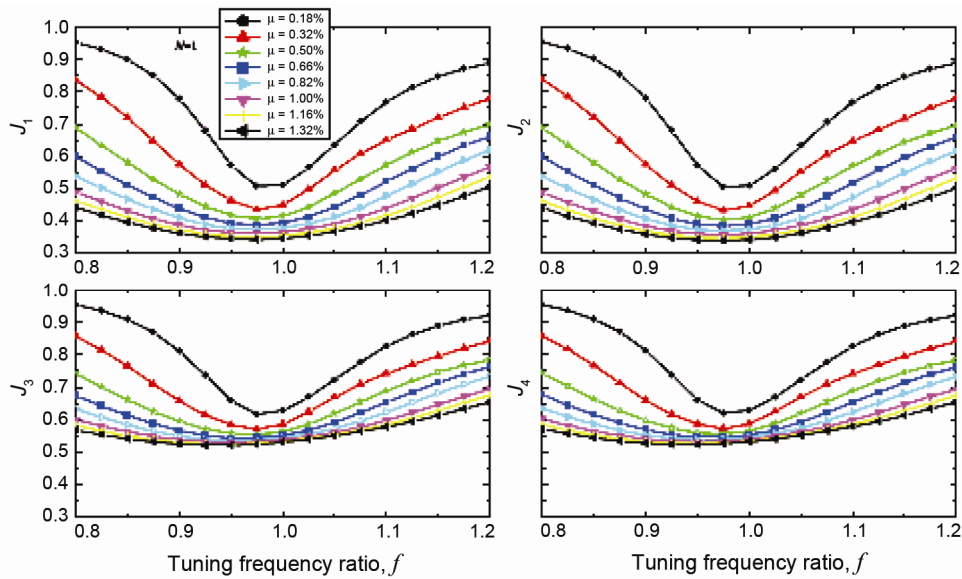 μ = 0.18%
μ = 0.32%
μ = 0.50%
μ = 0.66%
μ = 0.82%
μ = 1.00%
μ = 1.16%
μ = 1.32%
N=1
1.0
0.9
0.8
0.7
0.6
0.5
0.4
0.3
J1
0.8 0.9 1.0 1.1 1.2
1.0
0.9
0.8
0.7
0.6
0.5
0.4
0.3
J2
0.8 0.9 1.0 1.1 1.2
1.0
0.9
0.8
0.7
0.6
0.5
0.4
0.3
J3
0.8 0.9 1.0 1.1 1.2
Tuning frequency ratio, f
1.0
0.9
0.8
0.7
0.6
0.5
0.4
0.3
J4
0.8 0.9 1.0 1.1 1.2
Tuning frequency ratio, f